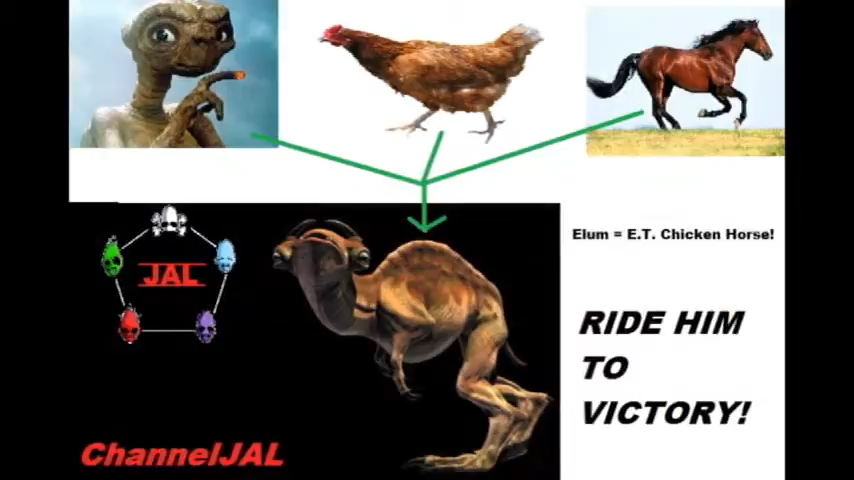 Elum = E.T. Chicken Horse!
JAL
RIDE HIM
TO
VICTORY!
ChannelJAL